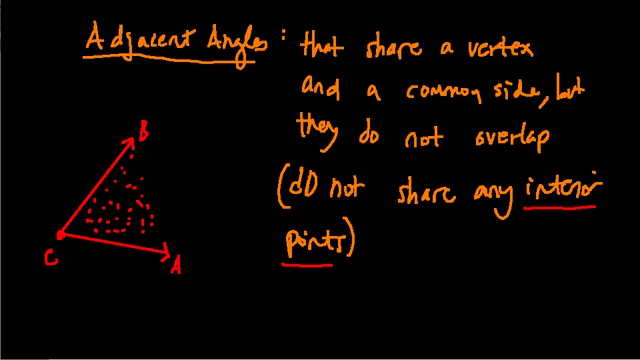 Adjacent Angles: that share a vertex
and a common side, but
they do not overlap
(do not share any interior
points)
B
C
A